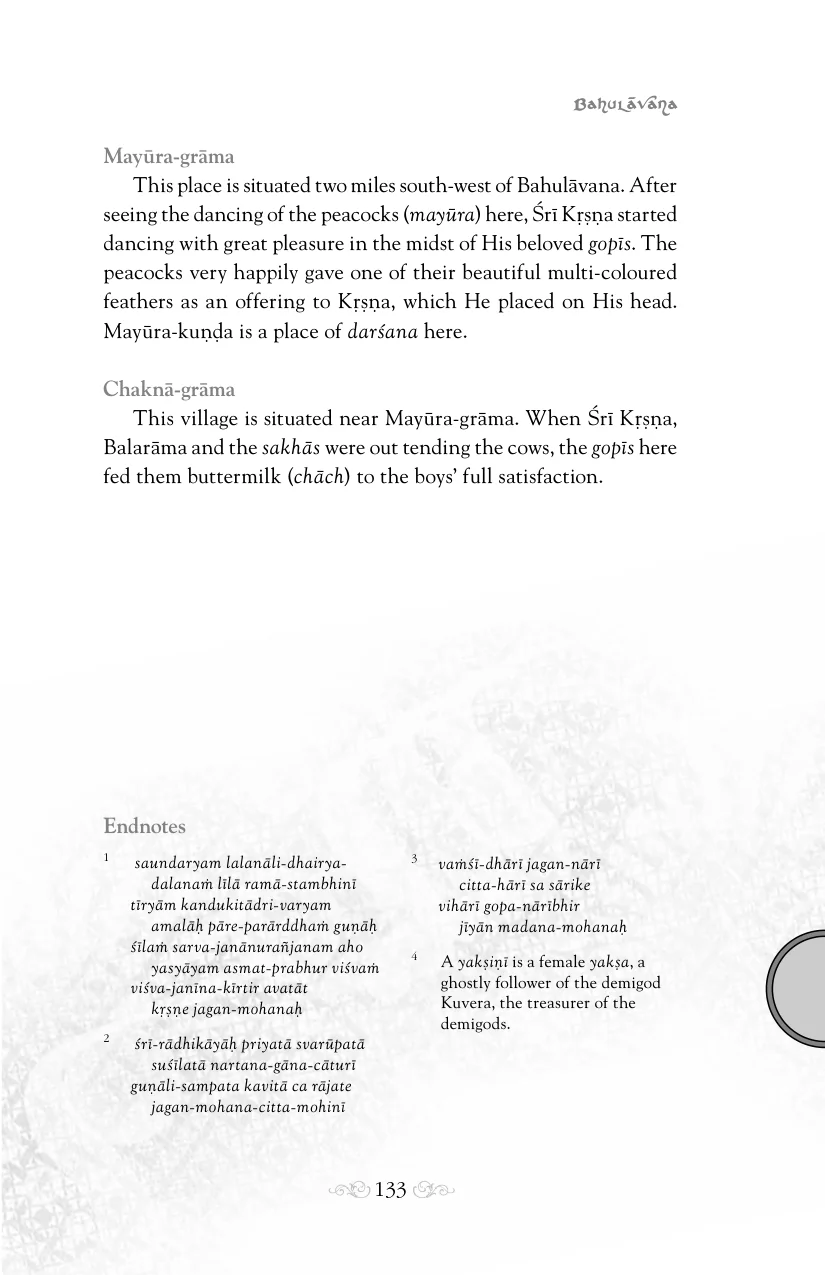 Bahulāvana
Mayūra-grāma
This place is situated two miles south-west of Bahulāvana. After
seeing the dancing of the peacocks (mayūra) here, Śrī Kṛṣṇa started
dancing with great pleasure in the midst of His beloved gopīs. The
peacocks very happily gave one of their beautiful multi-coloured
feathers as an offering to Kṛṣṇa, which He placed on His head.
Mayūra-kuṇḍa is a place of darśana here.
Chaknā-grāma
This village is situated near Mayūra-grāma. When Śrī Kṛṣṇa,
Balarāma and the sakhās were out tending the cows, the gopīs here
fed them buttermilk (chāch) to the boys’ full satisfaction.
Endnotes
1 saundaryam lalanāli-dhairya-
dalanaṁ līlā ramā-stambhinī
tīryām kandukitādri-varyam
amalāḥ pāre-parārddhaṁ guṇāḥ
śīlaṁ sarva-janānurañjanam aho
yasyāyam asmat-prabhur viśvaṁ
viśva-janīna-kīrtir avatāt
kṛṣṇe jagan-mohanaḥ
2 śrī-rādhikāyāḥ priyatā svarūpatā
suśīlatā nartana-gāna-cāturī
guṇāli-sampata kavitā ca rājate
jagan-mohana-citta-mohinī
3 vaṁśī-dhārī jagan-nārī
citta-hārī sa sārike
vihārī gopa-nārībhir
jīyān madana-mohanaḥ
4 A yakṣiṇī is a female yakṣa, a
ghostly follower of the demigod
Kuvera, the treasurer of the
demigods.
133